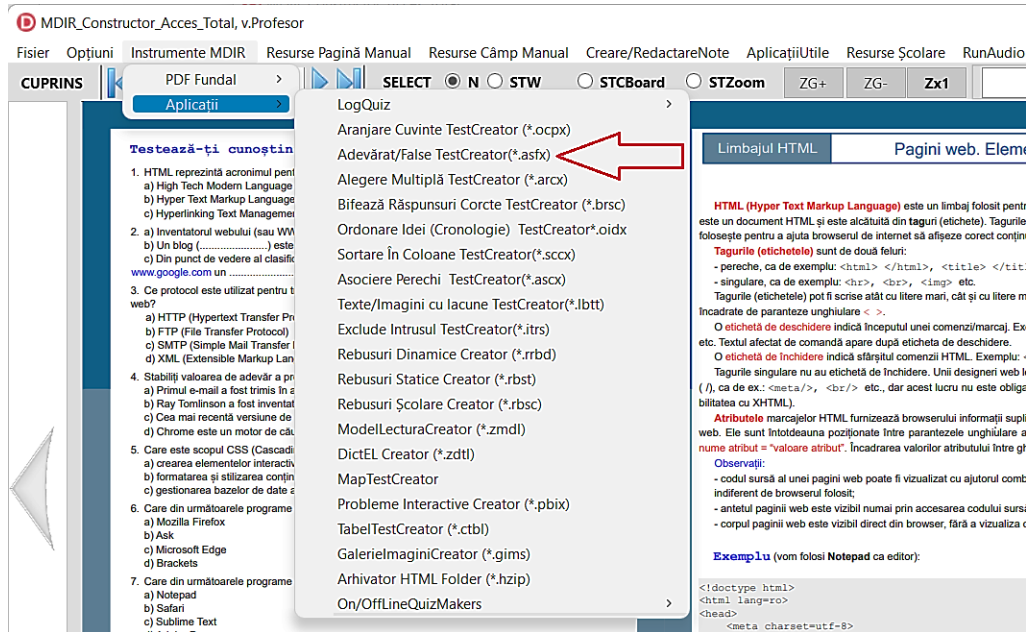 MDIR_Constructor_Acces_Total, v.Profesor
Fisier Opțiuni Instrumente MDIR Resurse Pagină Manual Resurse Câmp Manual Creare/RedactareNote AplicațiiUtile Resurse Școlare RunAudio
CUPRINS SELECT N STW STCBoard STZoom ZG+ ZG- Zx1
PDF Fundal >
Aplicații >
LogQuiz >
Aranjare Cuvinte TestCreator (*.ocpx)
Adevărat/False TestCreator(*.asfx)
Alegere Multiplă TestCreator (*.arcx)
Bifează Răspunsuri Corcte TestCreator (*.brsc)
Ordonare Idei (Cronologie) TestCreator*.oidx
Sortare În Coloane TestCreator(*.sccx)
Asociere Perechi TestCreator(*.ascx)
Texte/Imagini cu lacune TestCreator(*.lbtt)
Exclude Intrusul TestCreator(*.itrs)
Rebusuri Dinamice Creator (*.rrbd)
Rebusuri Statice Creator (*.rbst)
Rebusuri Școlare Creator (*.rbsc)
ModelLecturaCreator (*.zmdl)
DictEL Creator (*.zdtl)
MapTestCreator
Probleme Interactive Creator (*.pbix)
TabelTestCreator (*.ctbl)
GalerieImaginiCreator (*.gims)
Arhivator HTML Folder (*.hzip)
On/OffLineQuizMakers >
Testează-ți cunoștin
1. HTML reprezintă acronimul pent
a) High Tech Modern Language
b) Hyper Text Markup Language
c) Hyperlinking Text Managemen
2. a) Inventatorul webului (sau WW
b) Un blog (.......................) este
c) Din punct de vedere al clasific
www.google.com un ......................
3. Ce protocol este utilizat pentru t
web?
a) HTTP (Hypertext Transfer Pr
b) FTP (File Transfer Protocol)
c) SMTP (Simple Mail Transfer
d) XML (Extensible Markup Lan
4. Stabiliți valoarea de adevăr a pr
a) Primul e-mail a fost trimis în a
b) Ray Tomlinson a fost inventat
c) Cea mai recentă versiune de
d) Chrome este un motor de cău
5. Care este scopul CSS (Cascadi
a) crearea elementelor interactiv
b) formatarea și stilizarea conțin
c) gestionarea bazelor de date a
6. Care din următoarele programe
a) Mozilla Firefox
b) Ask
c) Microsoft Edge
d) Brackets
7. Care din următoarele programe
a) Notepad
b) Safari
c) Sublime Text
Limbajul HTML
Pagini web. Eleme
HTML (Hyper Text Markup Language) este un limbaj folosit pentr
este un document HTML și este alcătuită din taguri (etichete). Tagurile
folosește pentru a ajuta browserul de internet să afișeze corect conținu
Tagurile (etichetele) sunt de două feluri:
- pereche, ca de exemplu: <html> </html>, <title> </titl
- singulare, ca de exemplu: <hr>, <br>, <img> etc.
Tagurile (etichetele) pot fi scrise atât cu litere mari, cât și cu litere m
încadrate de paranteze unghiulare < >.
O etichetă de deschidere indică începutul unei comenzi/marcaj. Exe
etc. Textul afectat de comandă apare după eticheta de deschidere.
O etichetă de închidere indică sfârșitul comenzii HTML. Exemplu: <
Tagurile singulare nu au etichetă de închidere. Unii designeri web l
( /), ca de ex.: <meta/>, <br/> etc., dar acest lucru nu este obliga
bilitatea cu XHTML).
Atributele marcajelor HTML furnizează browserului informații supli
web. Ele sunt întotdeauna poziționate între parantezele unghiulare a
nume atribut = "valoare atribut". Încadrarea valorilor atributului între gh
Observații:
- codul sursă al unei pagini web poate fi vizualizat cu ajutorul comb
indiferent de browserul folosit;
- antetul paginii web este vizibil numai prin accesarea codului sursă
- corpul paginii web este vizibil direct din browser, fără a vizualiza c
Exemplu (vom folosi Notepad ca editor):
<!doctype html>
<html lang=ro>
<head>
<meta charset=utf-8>